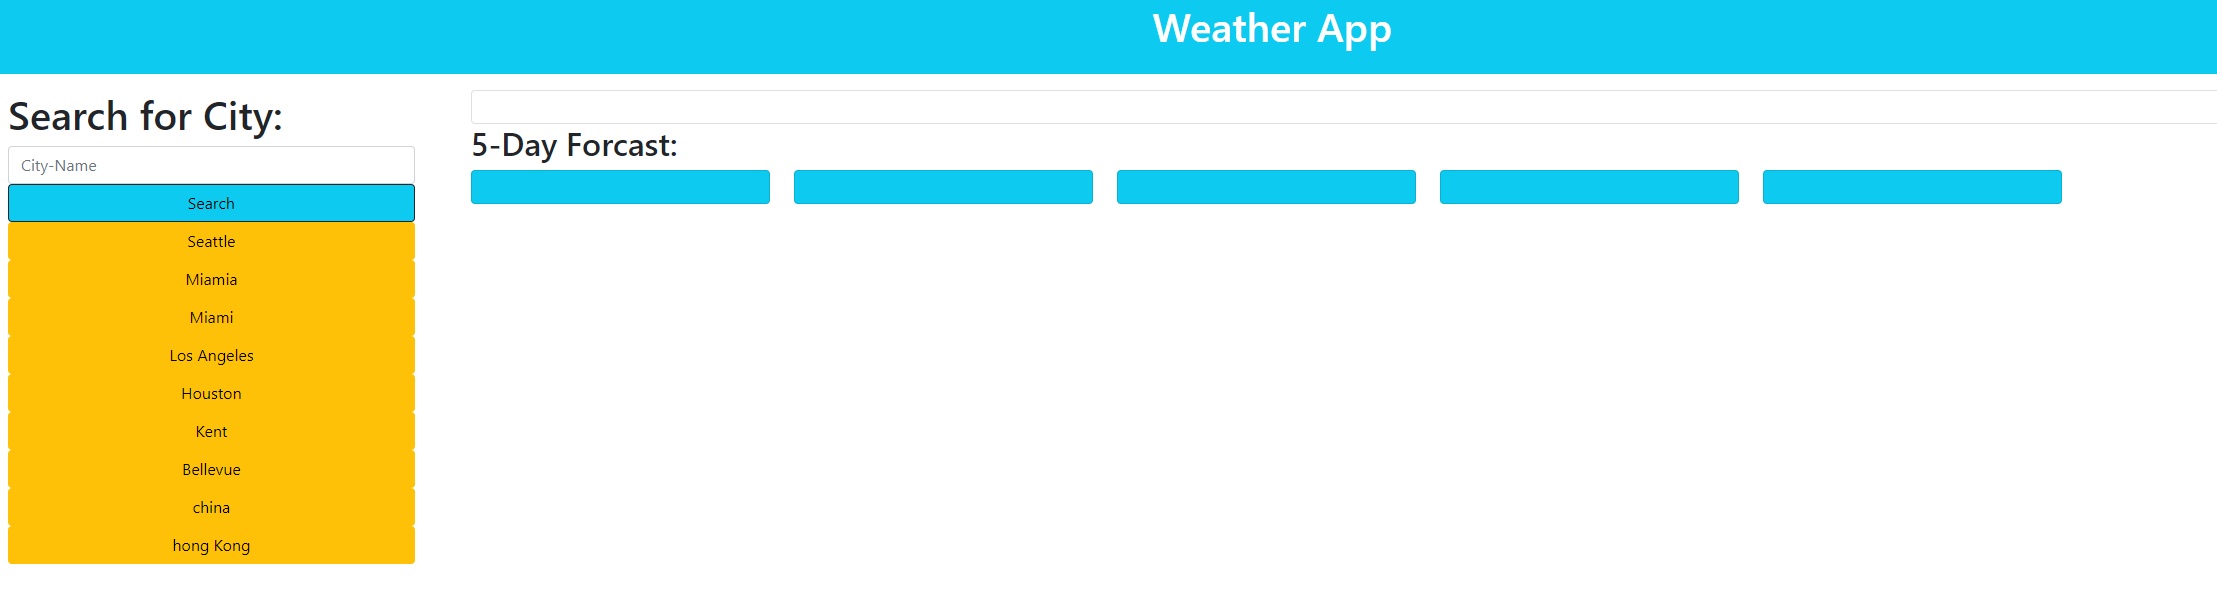 Weather App
Search for City:
City-Name
Search
Seattle
Miamia
Miami
Los Angeles
Houston
Kent
Bellevue
china
hong Kong
5-Day Forcast: